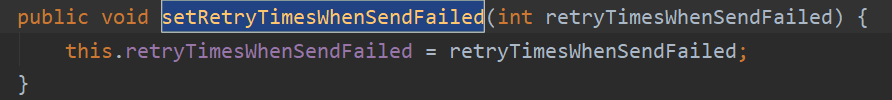 public void setRetryTimesWhenSendFailed(int retryTimesWhenSendFailed) {
    this.retryTimesWhenSendFailed = retryTimesWhenSendFailed;
}